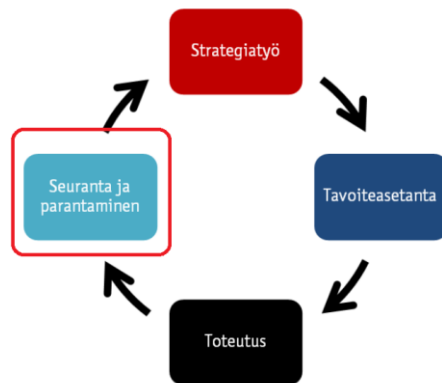 Strategiatyö
Seuranta ja
parantaminen
Tavoiteasetanta
Toteutus